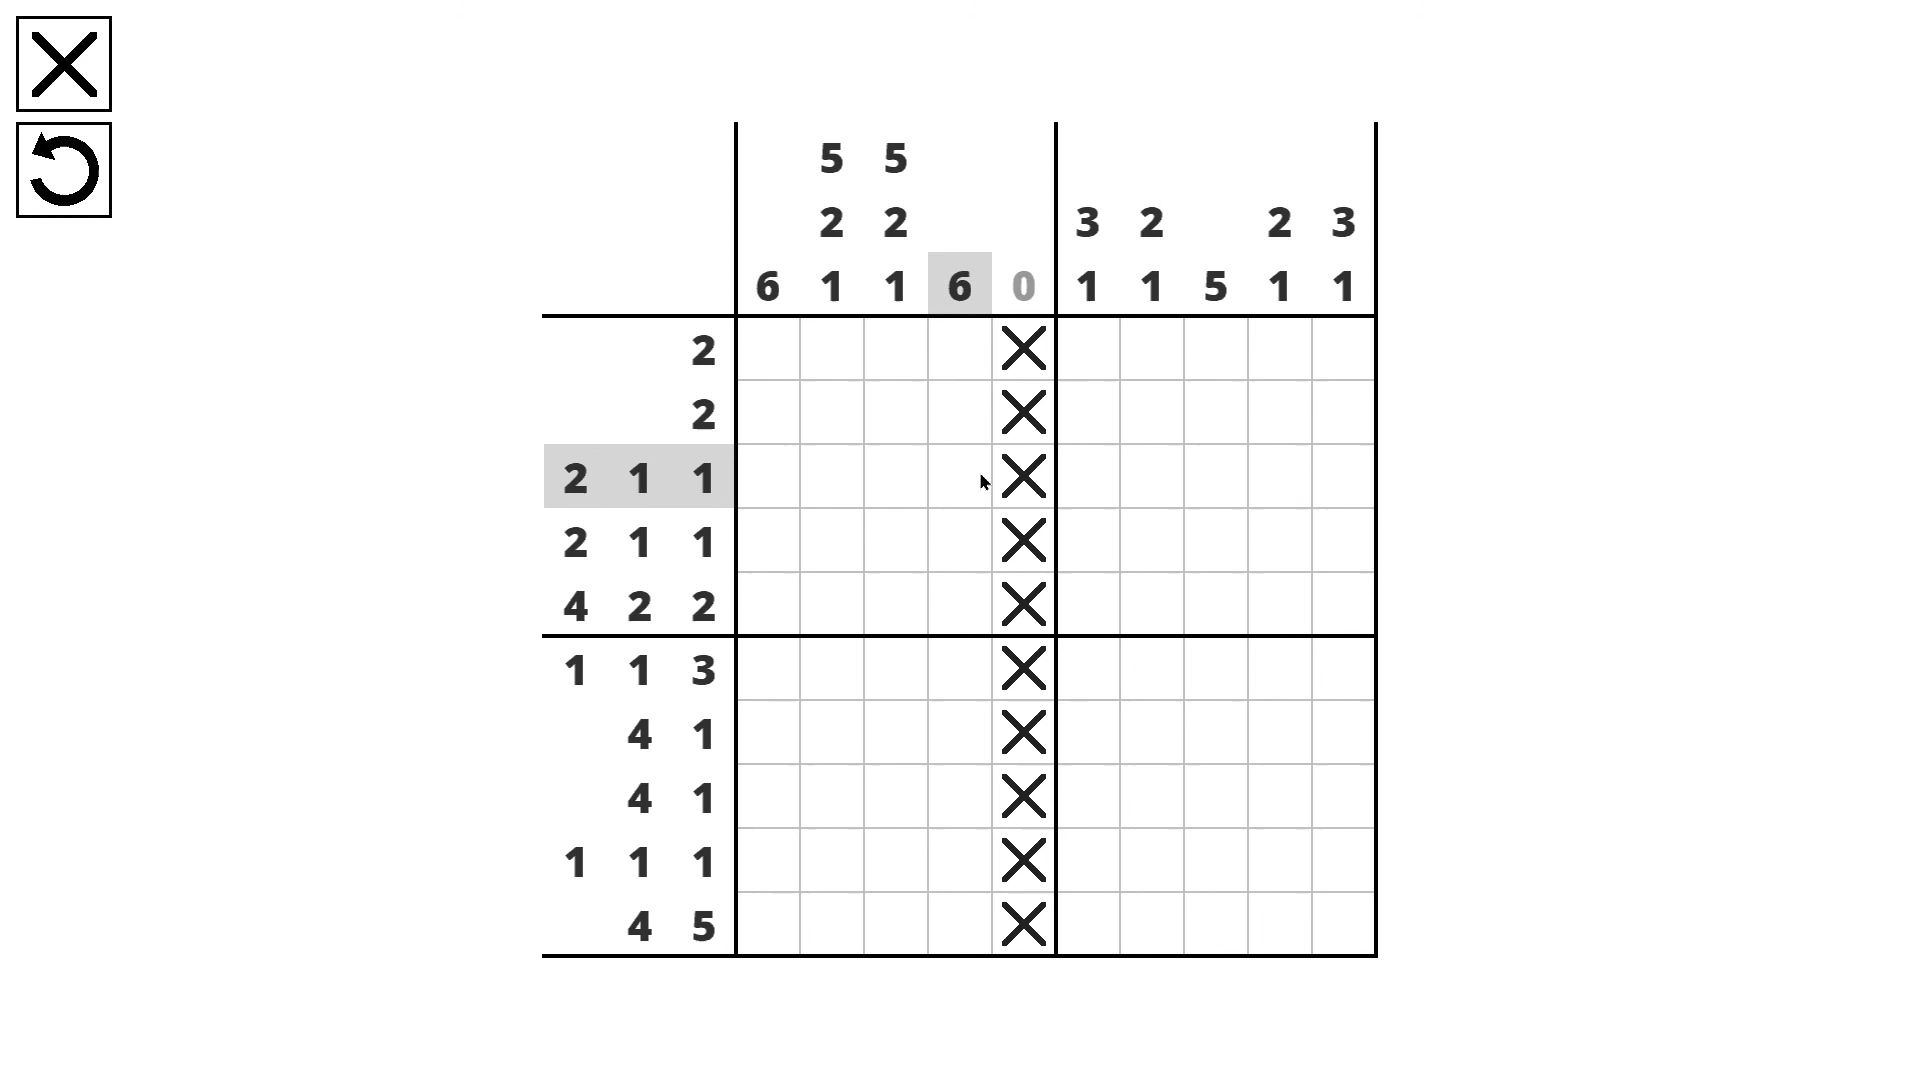 5 5
2 2 3 2 2 3
6 1 1 6 0 1 1 5 1 1
2
2
2 1 1
2 1 1
4 2 2
1 1 3
4 1
4 1
1 1 1
4 5